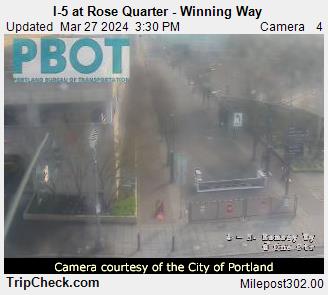 I-5 at Rose Quarter - Winning Way
Updated Mar 27 2024 3:30 PM Camera 4
PBOT
PORTLAND BUREAU OF TRANSPORTATION
Camera courtesy of the City of Portland
TripCheck.com Milepost302.00